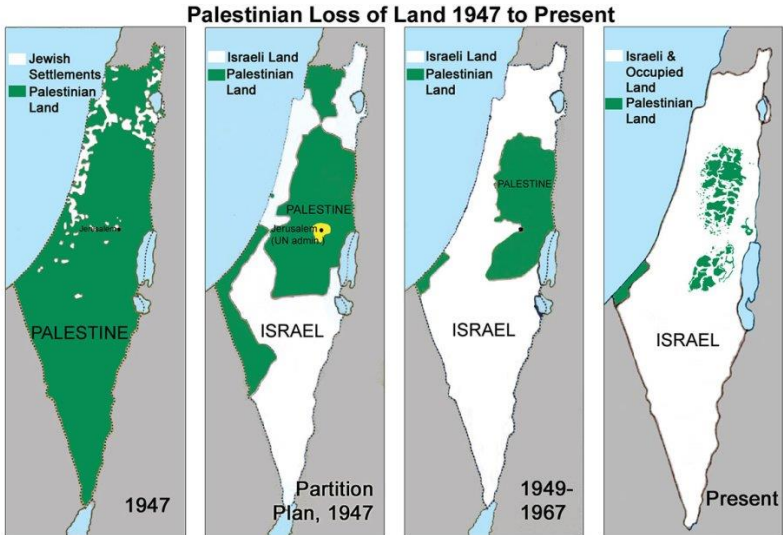 Palestinian Loss of Land 1947 to Present
Jewish
Settlements
Palestinian
Land
Jerusalem
PALESTINE
1947
Israeli Land
Palestinian
Land
PALESTINE
Jerusalem
(UN admin.)
ISRAEL
Partition
Plan, 1947
Israeli Land
Palestinian
Land
PALESTINE
ISRAEL
1949-
1967
Israeli &
Occupied
Land
Palestinian
Land
ISRAEL
Present